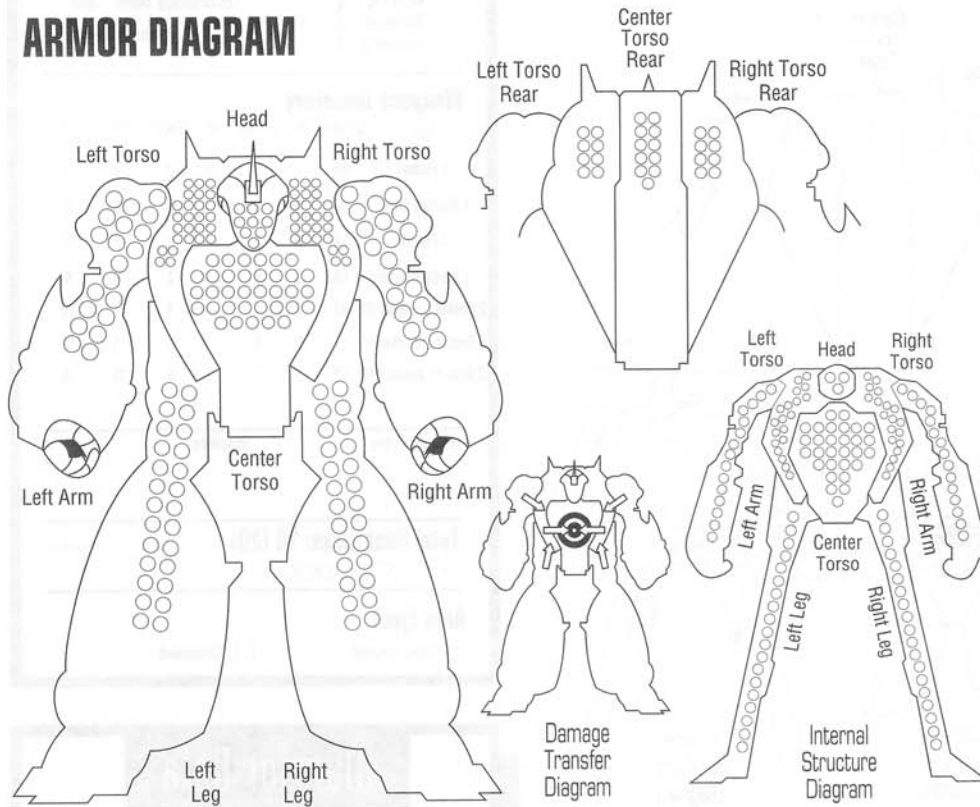 ARMOR DIAGRAM
Head
Left Torso
Right Torso
Left Arm
Right Arm
Center
Torso
Left
Leg
Right
Leg
Left Torso
Rear
Center
Torso
Rear
Right Torso
Rear
Damage
Transfer
Diagram
Left
Torso
Head
Right
Torso
Left Arm
Right Arm
Center
Torso
Left Leg
Right Leg
Internal
Structure
Diagram